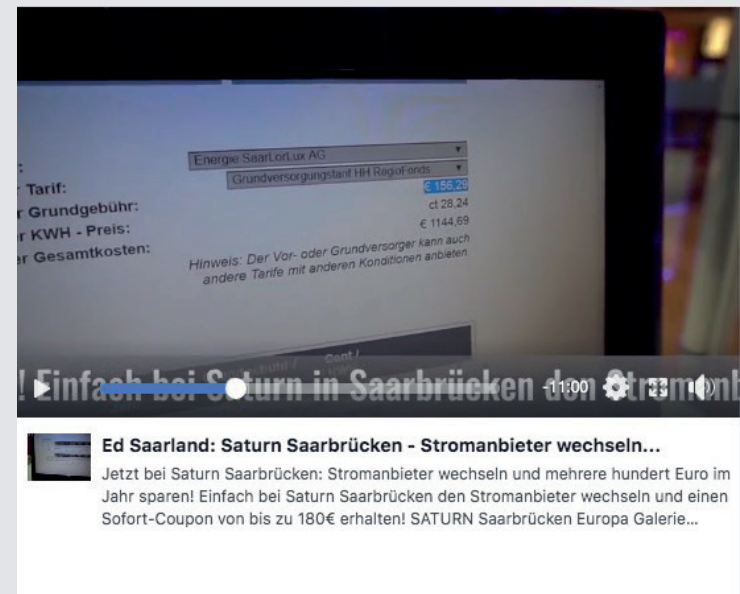 :
Energie SaarLorLux AG
r Tarif:
Grundversorgungstarif HH RegioFonds
r Grundgebühr:
€ 156,29
r KWH - Preis:
ct 28,24
r Gesamtkosten:
€ 1144,69
Hinweis: Der Vor- oder Grundversorger kann auch
andere Tarife mit anderen Konditionen anbieten.
Cent /
! Einfach bei Saturn in Saarbrücken den Stromanb
-11:00
Ed Saarland: Saturn Saarbrücken - Stromanbieter wechseln...
Jetzt bei Saturn Saarbrücken: Stromanbieter wechseln und mehrere hundert Euro im
Jahr sparen! Einfach bei Saturn Saarbrücken den Stromanbieter wechseln und einen
Sofort-Coupon von bis zu 180€ erhalten! SATURN Saarbrücken Europa Galerie...